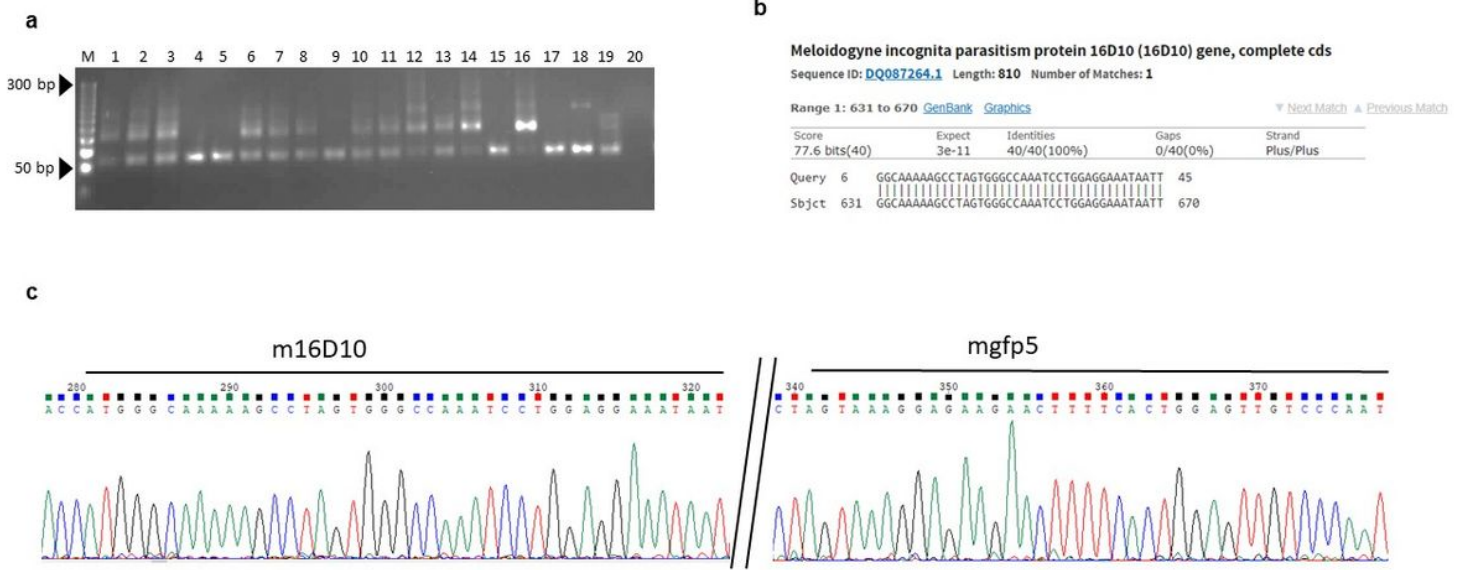 a
M 1 2 3 4 5 6 7 8 9 10 11 12 13 14 15 16 17 18 19 20
300 bp
50 bp
b
Meloidogyne incognita parasitism protein 16D10 (16D10) gene, complete cds
Sequence ID: DQ087264.1 Length: 810 Number of Matches: 1
Range 1: 631 to 670 GenBank Graphics Next Match Previous Match
Score Expect Identities Gaps Strand
77.6 bits(40) 3e-11 40/40(100%) 0/40(0%) Plus/Plus
Query 6 GGCAAAAAGCCTAGTGGGCCAAATCCTGGAGGAAATAATT 45
Sbjct 631 GGCAAAAAGCCTAGTGGGCCAAATCCTGGAGGAAATAATT 670
c
m16D10
280 290 300 310 320
A C C A T G G G C A A A A A G C C T A G T G G G C C A A A T C C T G G A G G A A A T A A T
mgfp5
340 350 360 370
C T A G T A A A G G A G A A G A A C T T T T C A C T G G A G T T G T C C C A A T